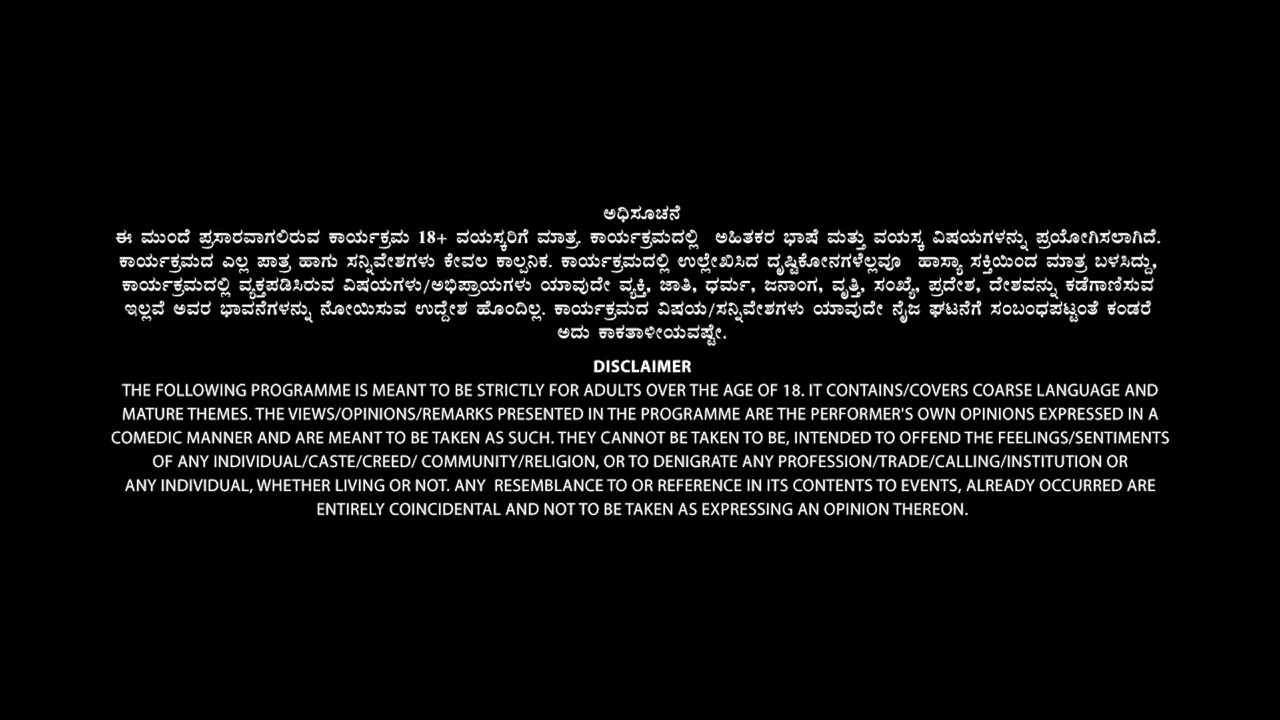 ಅಧಿಸೂಚನೆ
ಈ ಮುಂದೆ ಪ್ರಸಾರವಾಗಲಿರುವ ಕಾರ್ಯಕ್ರಮ 18+ ವಯಸ್ಕರಿಗೆ ಮಾತ್ರ. ಕಾರ್ಯಕ್ರಮದಲ್ಲಿ ಅಹಿತಕರ ಭಾಷೆ ಮತ್ತು ವಯಸ್ಕ ವಿಷಯಗಳನ್ನು ಪ್ರಯೋಗಿಸಲಾಗಿದೆ.
ಕಾರ್ಯಕ್ರಮದ ಎಲ್ಲ ಪಾತ್ರ ಹಾಗು ಸನ್ನಿವೇಶಗಳು ಕೇವಲ ಕಾಲ್ಪನಿಕ. ಕಾರ್ಯಕ್ರಮದಲ್ಲಿ ಉಲ್ಲೇಖಿಸಿದ ದೃಷ್ಟಿಕೋನಗಳೆಲ್ಲವೂ ಹಾಸ್ಯಾ ಸಕ್ತಿಯಿಂದ ಮಾತ್ರ ಬಳಸಿದ್ದು,
ಕಾರ್ಯಕ್ರಮದಲ್ಲಿ ವ್ಯಕ್ತಪಡಿಸಿರುವ ವಿಷಯಗಳು/ಅಭಿಪ್ರಾಯಗಳು ಯಾವುದೇ ವ್ಯಕ್ತಿ, ಜಾತಿ, ಧರ್ಮ, ಜನಾಂಗ, ವೃತ್ತಿ, ಸಂಖ್ಯೆ, ಪ್ರದೇಶ, ದೇಶವನ್ನು ಕಡೆಗಾಣಿಸುವ
ಇಲ್ಲವೆ ಅವರ ಭಾವನೆಗಳನ್ನು ನೋಯಿಸುವ ಉದ್ದೇಶ ಹೊಂದಿಲ್ಲ. ಕಾರ್ಯಕ್ರಮದ ವಿಷಯ/ಸನ್ನಿವೇಶಗಳು ಯಾವುದೇ ನೈಜ ಘಟನೆಗೆ ಸಂಬಂಧಪಟ್ಟಂತೆ ಕಂಡರೆ
ಅದು ಕಾಕತಾಳೀಯವಷ್ಟೇ.
DISCLAIMER
THE FOLLOWING PROGRAMME IS MEANT TO BE STRICTLY FOR ADULTS OVER THE AGE OF 18. IT CONTAINS/COVERS COARSE LANGUAGE AND
MATURE THEMES. THE VIEWS/OPINIONS/REMARKS PRESENTED IN THE PROGRAMME ARE THE PERFORMER'S OWN OPINIONS EXPRESSED IN A
COMEDIC MANNER AND ARE MEANT TO BE TAKEN AS SUCH. THEY CANNOT BE TAKEN TO BE, INTENDED TO OFFEND THE FEELINGS/SENTIMENTS
OF ANY INDIVIDUAL/CASTE/CREED/ COMMUNITY/RELIGION, OR TO DENIGRATE ANY PROFESSION/TRADE/CALLING/INSTITUTION OR
ANY INDIVIDUAL, WHETHER LIVING OR NOT. ANY RESEMBLANCE TO OR REFERENCE IN ITS CONTENTS TO EVENTS, ALREADY OCCURRED ARE
ENTIRELY COINCIDENTAL AND NOT TO BE TAKEN AS EXPRESSING AN OPINION THEREON.